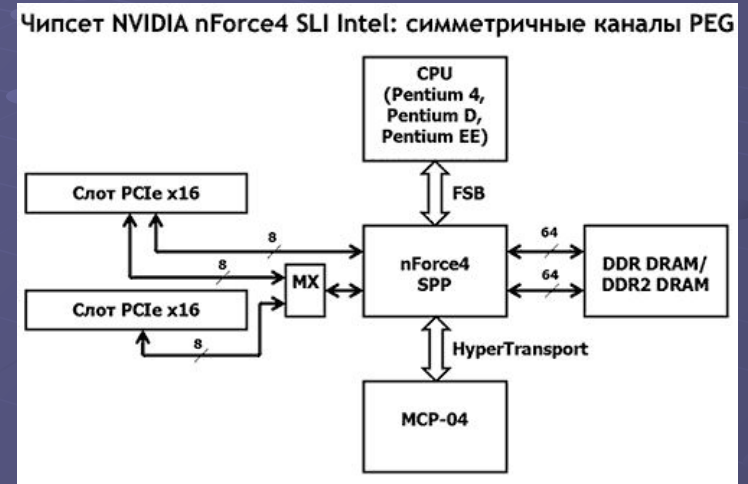 Чипсет NVIDIA nForce4 SLI Intel: симметричные каналы PEG
CPU
(Pentium 4,
Pentium D,
Pentium EE)
FSB
Слот PCIe x16
8
8
MX
nForce4
SPP
64
64
DDR DRAM/
DDR2 DRAM
Слот PCIe x16
8
HyperTransport
MCP-04